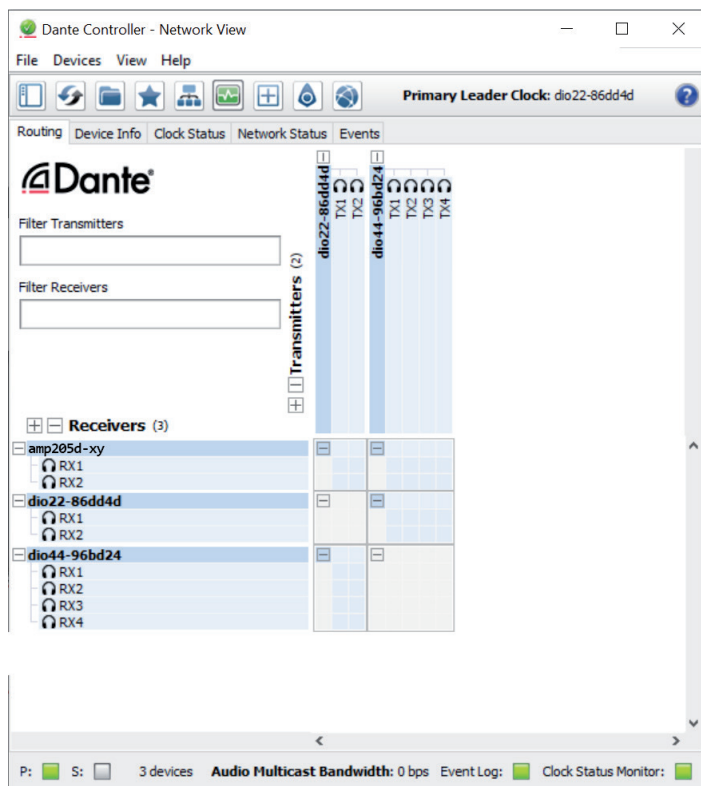 Dante Controller - Network View
File Devices View Help
Primary Leader Clock: dio22-86dd4d
?
Routing Device Info Clock Status Network Status Events
Dante®
Filter Transmitters
Filter Receivers
Transmitters (2)
dio22-86dd4d
TX1
TX2
dio44-96bd24
TX1
TX2
TX3
TX4
Receivers (3)
amp205d-xy
RX1
RX2
dio22-86dd4d
RX1
RX2
dio44-96bd24
RX1
RX2
RX3
RX4
P: S: 3 devices Audio Multicast Bandwidth: 0 bps Event Log: Clock Status Monitor: